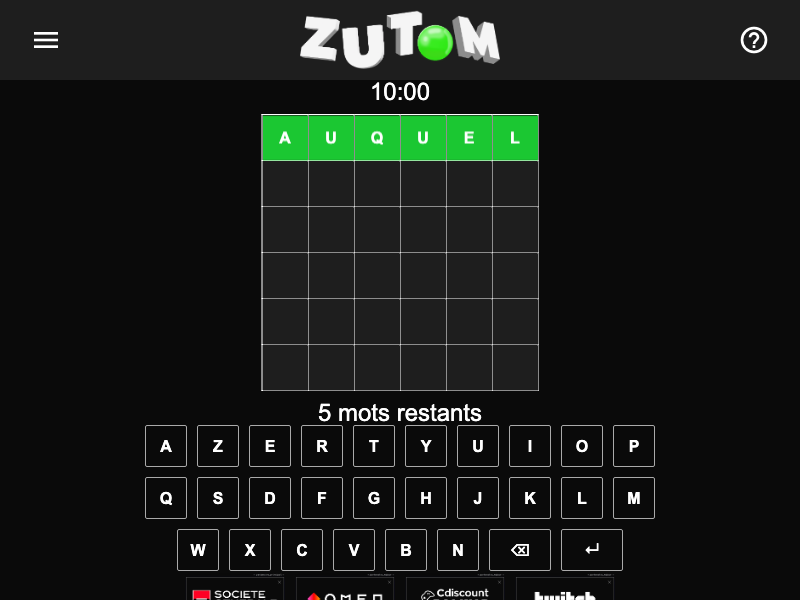 ZUTOM
10:00
A U Q U E L
5 mots restants
A Z E R T Y U I O P
Q S D F G H J K L M
W X C V B N
SOCIETE
OMEN
Cdiscount
twitch